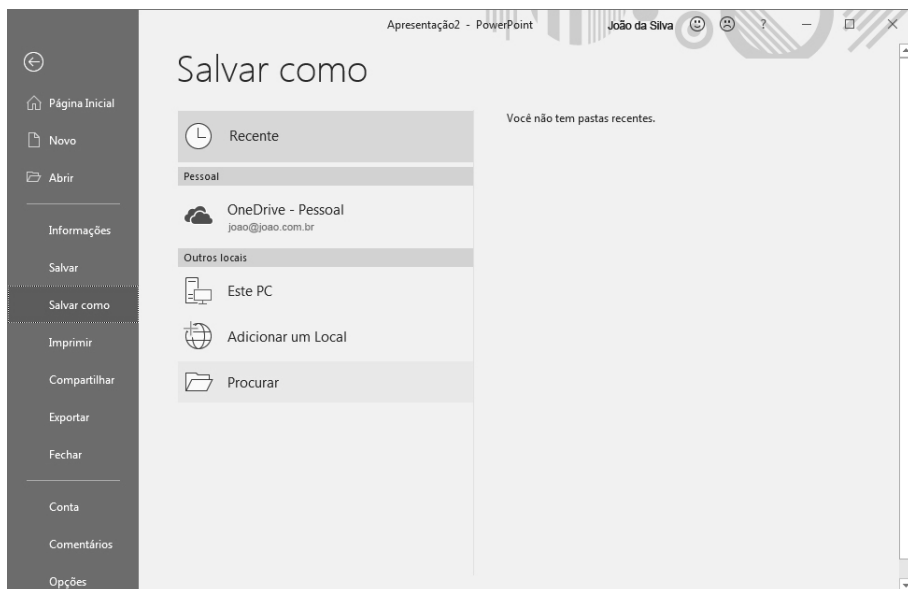 Apresentação2 - PowerPoint
João da Silva
?
Salvar como
Página Inicial
Novo
Abrir
Informações
Salvar
Salvar como
Imprimir
Compartilhar
Exportar
Fechar
Conta
Comentários
Opções
Recente
Pessoal
OneDrive - Pessoal
joao@joao.com.br
Outros locais
Este PC
Adicionar um Local
Procurar
Você não tem pastas recentes.